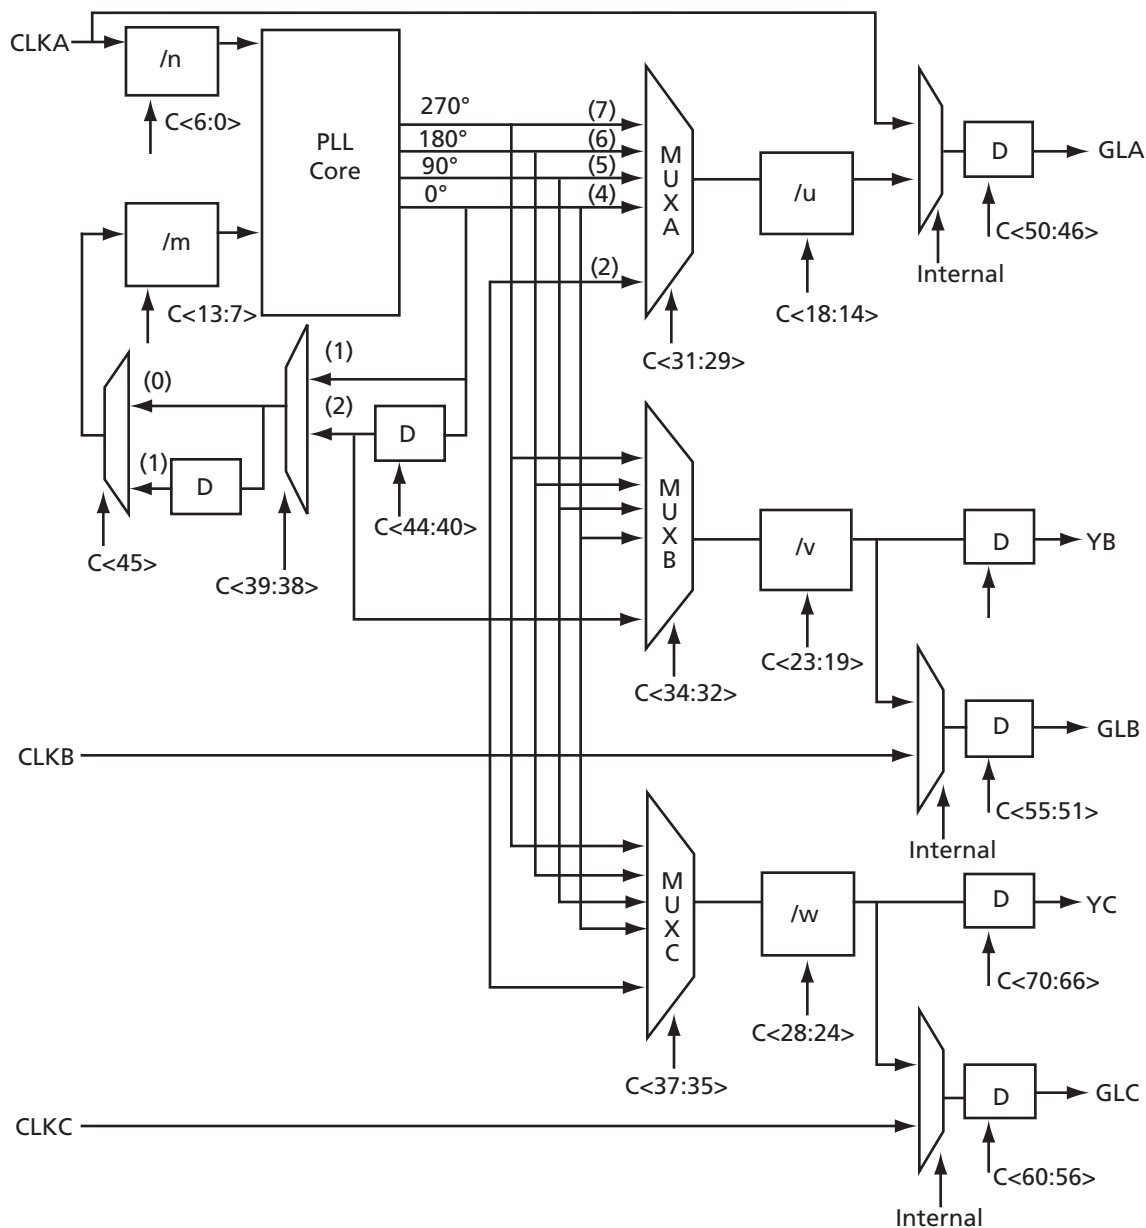 CLKA
/n
C<6:0>
PLL
Core
270°
180°
90°
0°
(7)
(6)
(5)
(4)
(2)
M
U
X
A
C<31:29>
/u
C<18:14>
Internal
D
GLA
C<50:46>
/m
C<13:7>
(0)
(1)
D
C<45>
(1)
(2)
C<39:38>
D
C<44:40>
M
U
X
B
C<34:32>
/v
C<23:19>
D
YB
CLKB
Internal
D
GLB
C<55:51>
M
U
X
C
C<37:35>
/w
C<28:24>
D
YC
C<70:66>
CLKC
Internal
D
GLC
C<60:56>